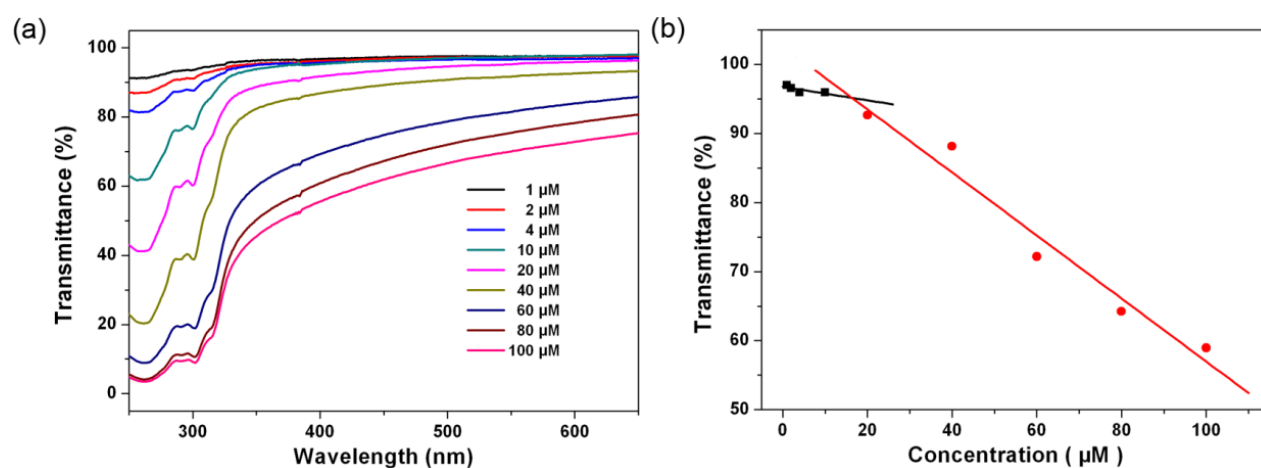 (a)
Transmittance (%)
100
80
60
40
20
0
300
400
500
600
Wavelength (nm)
1 µM
2 µM
4 µM
10 µM
20 µM
40 µM
60 µM
80 µM
100 µM
(b)
Transmittance (%)
100
90
80
70
60
50
0
20
40
60
80
100
Concentration ( µM )